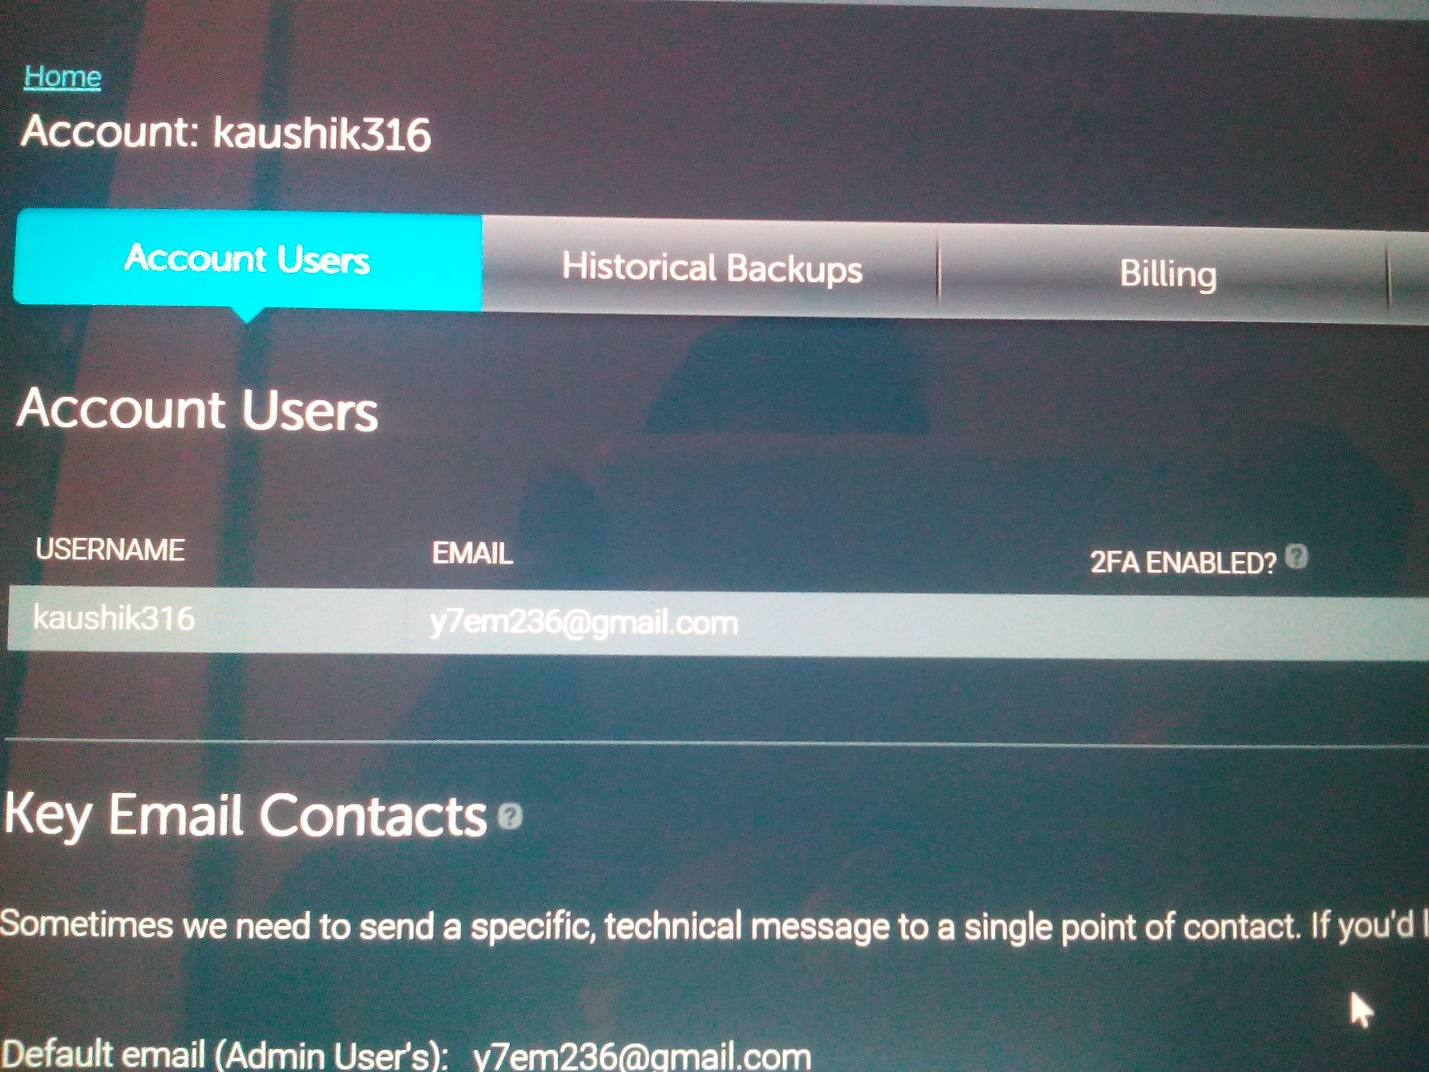 Home
Account: kaushik316
Account Users
Historical Backups
Billing
Account Users
USERNAME
EMAIL
2FA ENABLED?
kaushik316
y7em236@gmail.com
Key Email Contacts
Sometimes we need to send a specific, technical message to a single point of contact. If you'd
Default email (Admin User's): y7em236@gmail.com